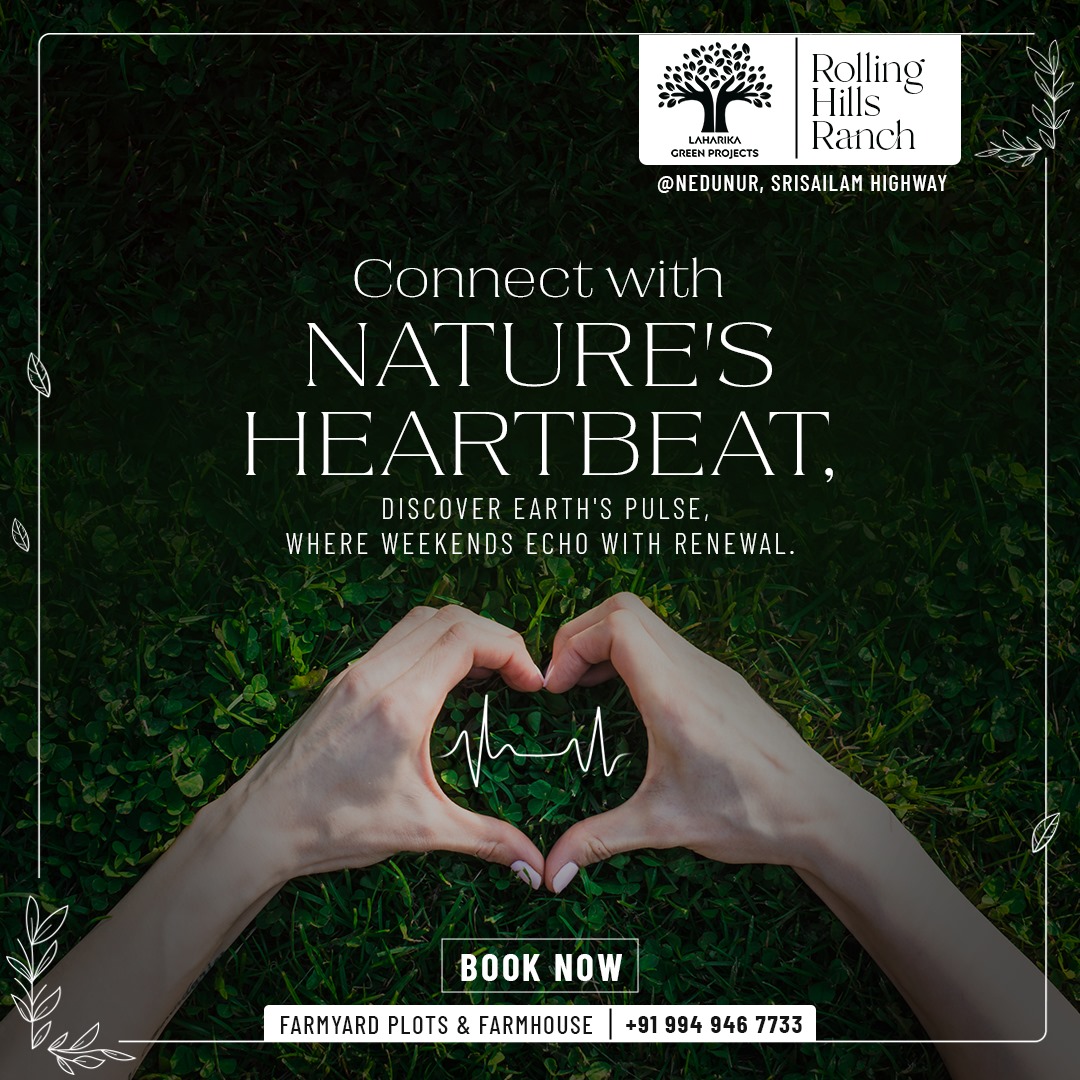 LAHARIKA
GREEN PROJECTS
Rolling
Hills
Ranch
@NEDUNUR, SRISAILAM HIGHWAY
Connect with
NATURE'S
HEARTBEAT,
DISCOVER EARTH'S PULSE,
WHERE WEEKENDS ECHO WITH RENEWAL.
BOOK NOW
FARMYARD PLOTS & FARMHOUSE | +91 994 946 7733